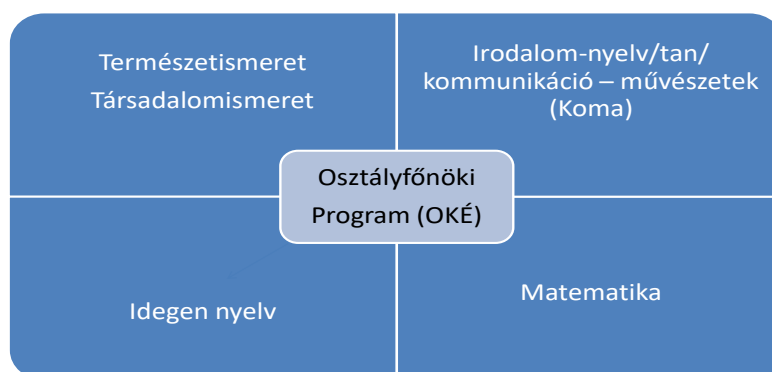 Természetismeret
Társadalomismeret
Irodalom-nyelv/tan/
kommunikáció – művészetek
(Koma)
Osztályfőnöki
Program (OKÉ)
Idegen nyelv
Matematika